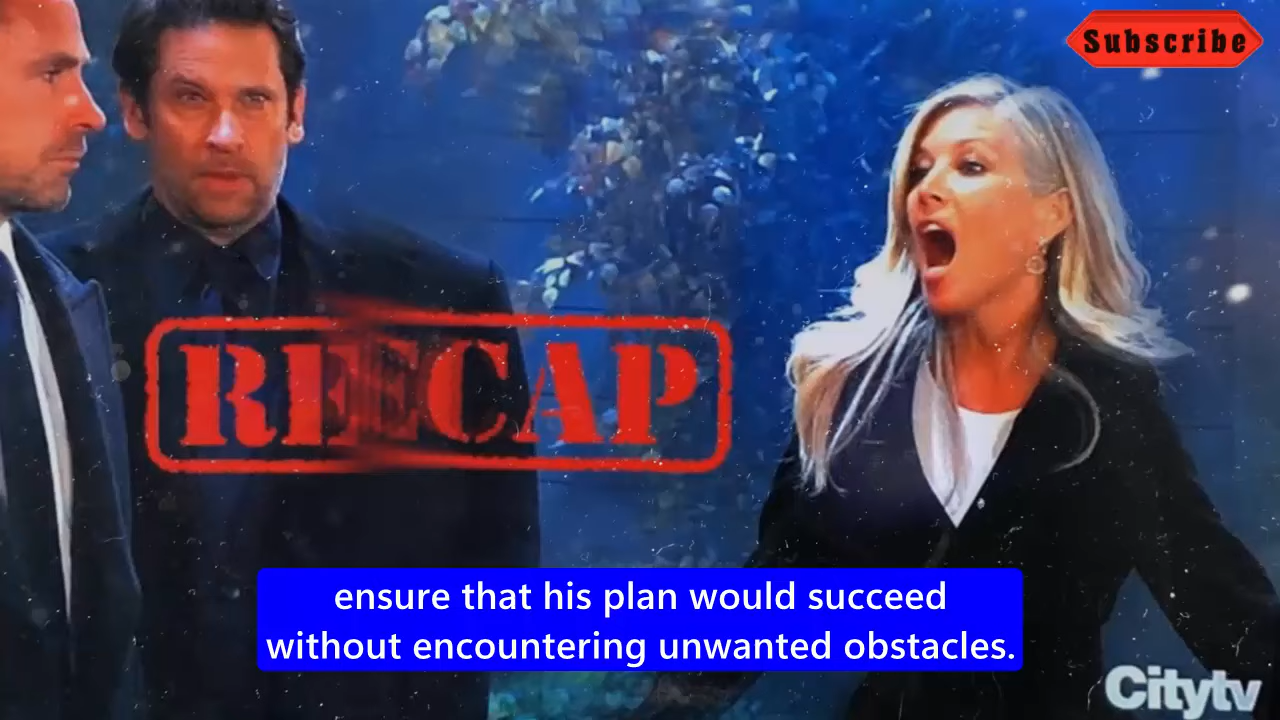 Subscribe
RECAP
ensure that his plan would succeed
without encountering unwanted obstacles.
Citytv